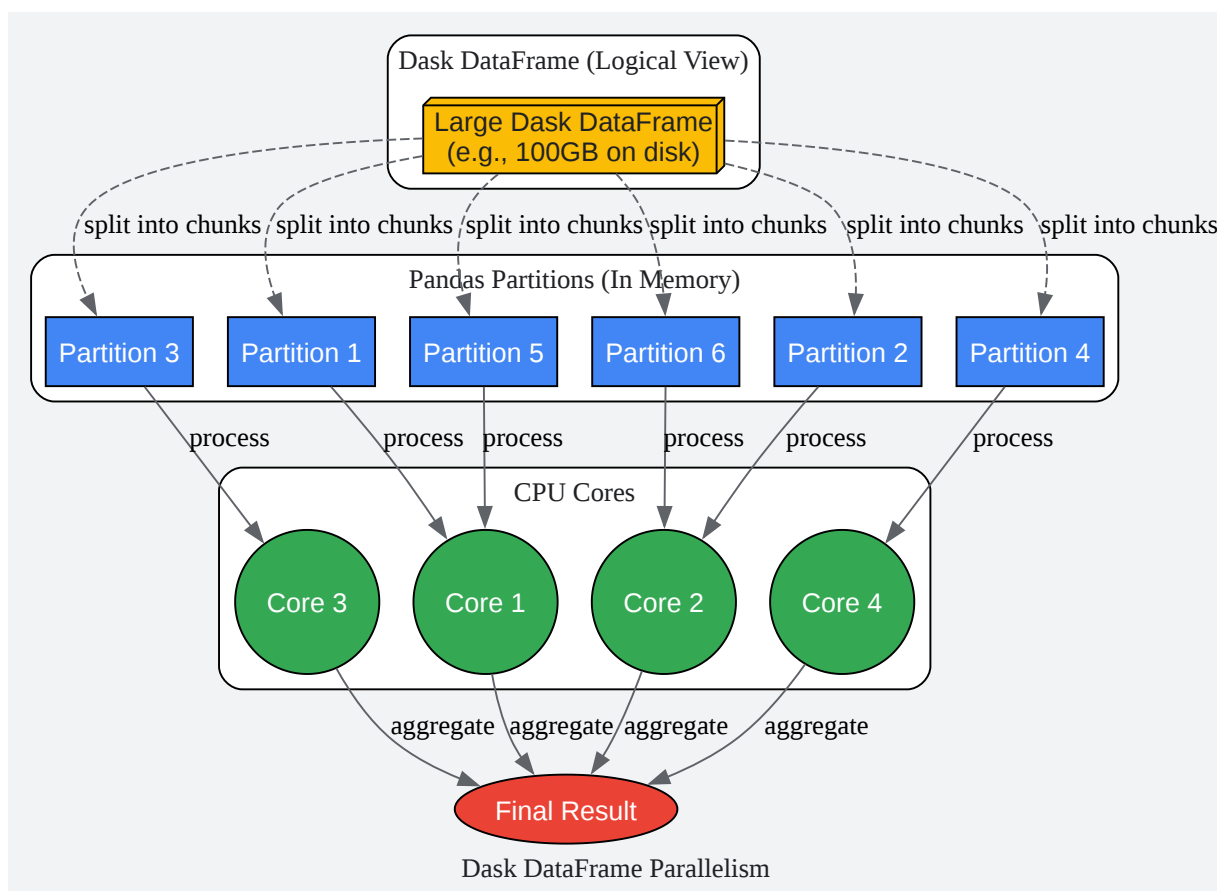 Dask DataFrame (Logical View)
Large Dask DataFrame
(e.g., 100GB on disk)
split into chunks
split into chunks
split into chunks
split into chunks
split into chunks
split into chunks
Pandas Partitions (In Memory)
Partition 3
Partition 1
Partition 5
Partition 6
Partition 2
Partition 4
process
process
process
process
process
process
CPU Cores
Core 3
Core 1
Core 2
Core 4
aggregate
aggregate
aggregate
aggregate
Final Result
Dask DataFrame Parallelism